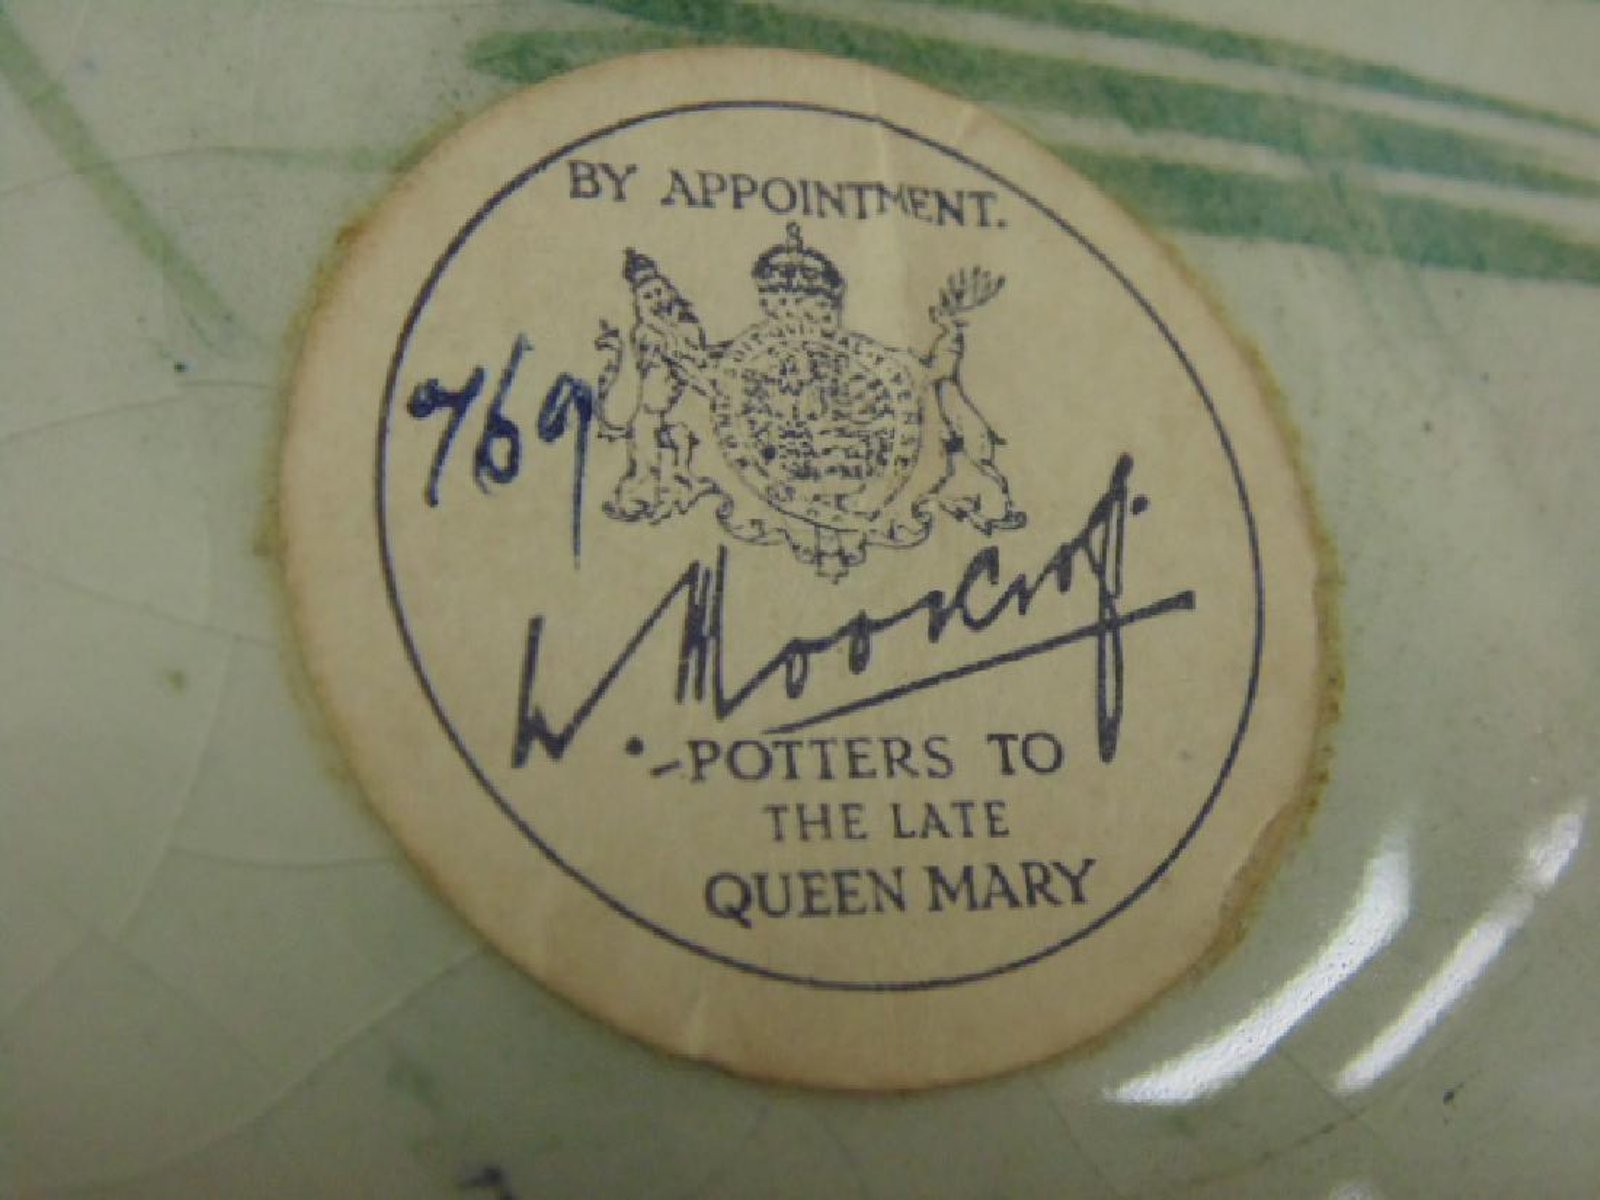 BY APPOINTMENT.
769
W. Moorcroft.
POTTERS TO
THE LATE
QUEEN MARY